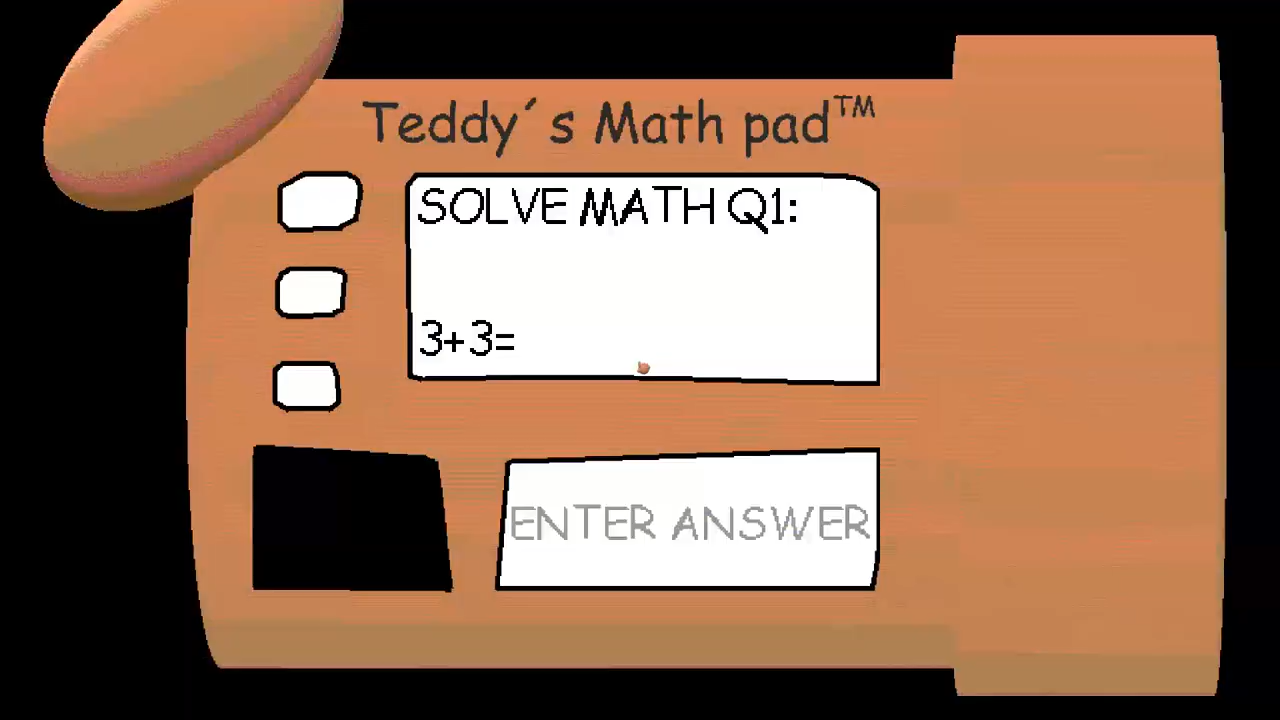 Teddy´s Math pad™
SOLVE MATH Q1:
3+3=
ENTER ANSWER